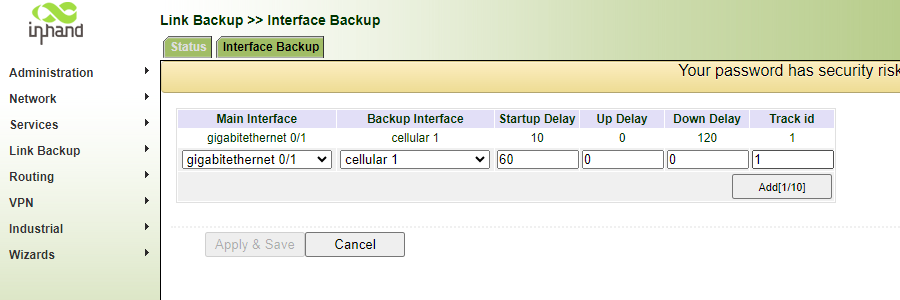 inhand
Link Backup >> Interface Backup
Status Interface Backup
Your password has security risk
Administration
Network
Services
Link Backup
Routing
VPN
Industrial
Wizards
Main Interface Backup Interface Startup Delay Up Delay Down Delay Track id
gigabitethernet 0/1 cellular 1 10 0 120 1
gigabitethernet 0/1 cellular 1 60 0 0 1
Add[1/10]
Apply & Save Cancel